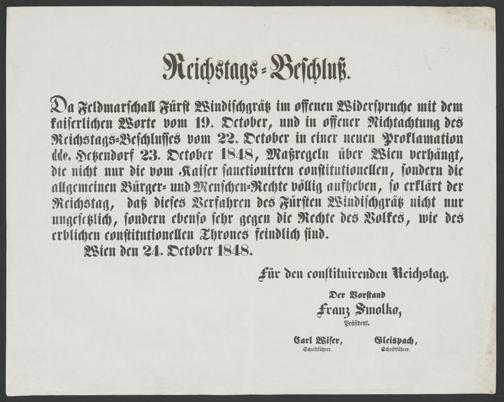 Reichstags-Beschluß.
Da Feldmarschall Fürst Windischgrätz im offenen Widerspruche mit dem
kaiserlichen Worte vom 19. October, und in offener Nichtachtung des
Reichstags-Beschlusses vom 22. October in einer neuen Proklamation
ddo. Hetzendorf 23. October 1848, Maßregeln über Wien verhängt,
die nicht nur die vom Kaiser sanctionirten constitutionellen, sondern die
allgemeinen Bürger- und Menschen-Rechte völlig aufheben, so erklärt der
Reichstag, daß dieses Verfahren des Fürsten Windischgrätz nicht nur
ungesetzlich, sondern ebenso sehr gegen die Rechte des Volkes, wie des
erblichen constitutionellen Thrones feindlich sind.
Wien den 24. October 1848.
Für den constituirenden Reichstag.
Der Vorstand
Franz Smolka,
Präsident.
Carl Wiser, Gleispach,
Schriftführer. Schriftführer.